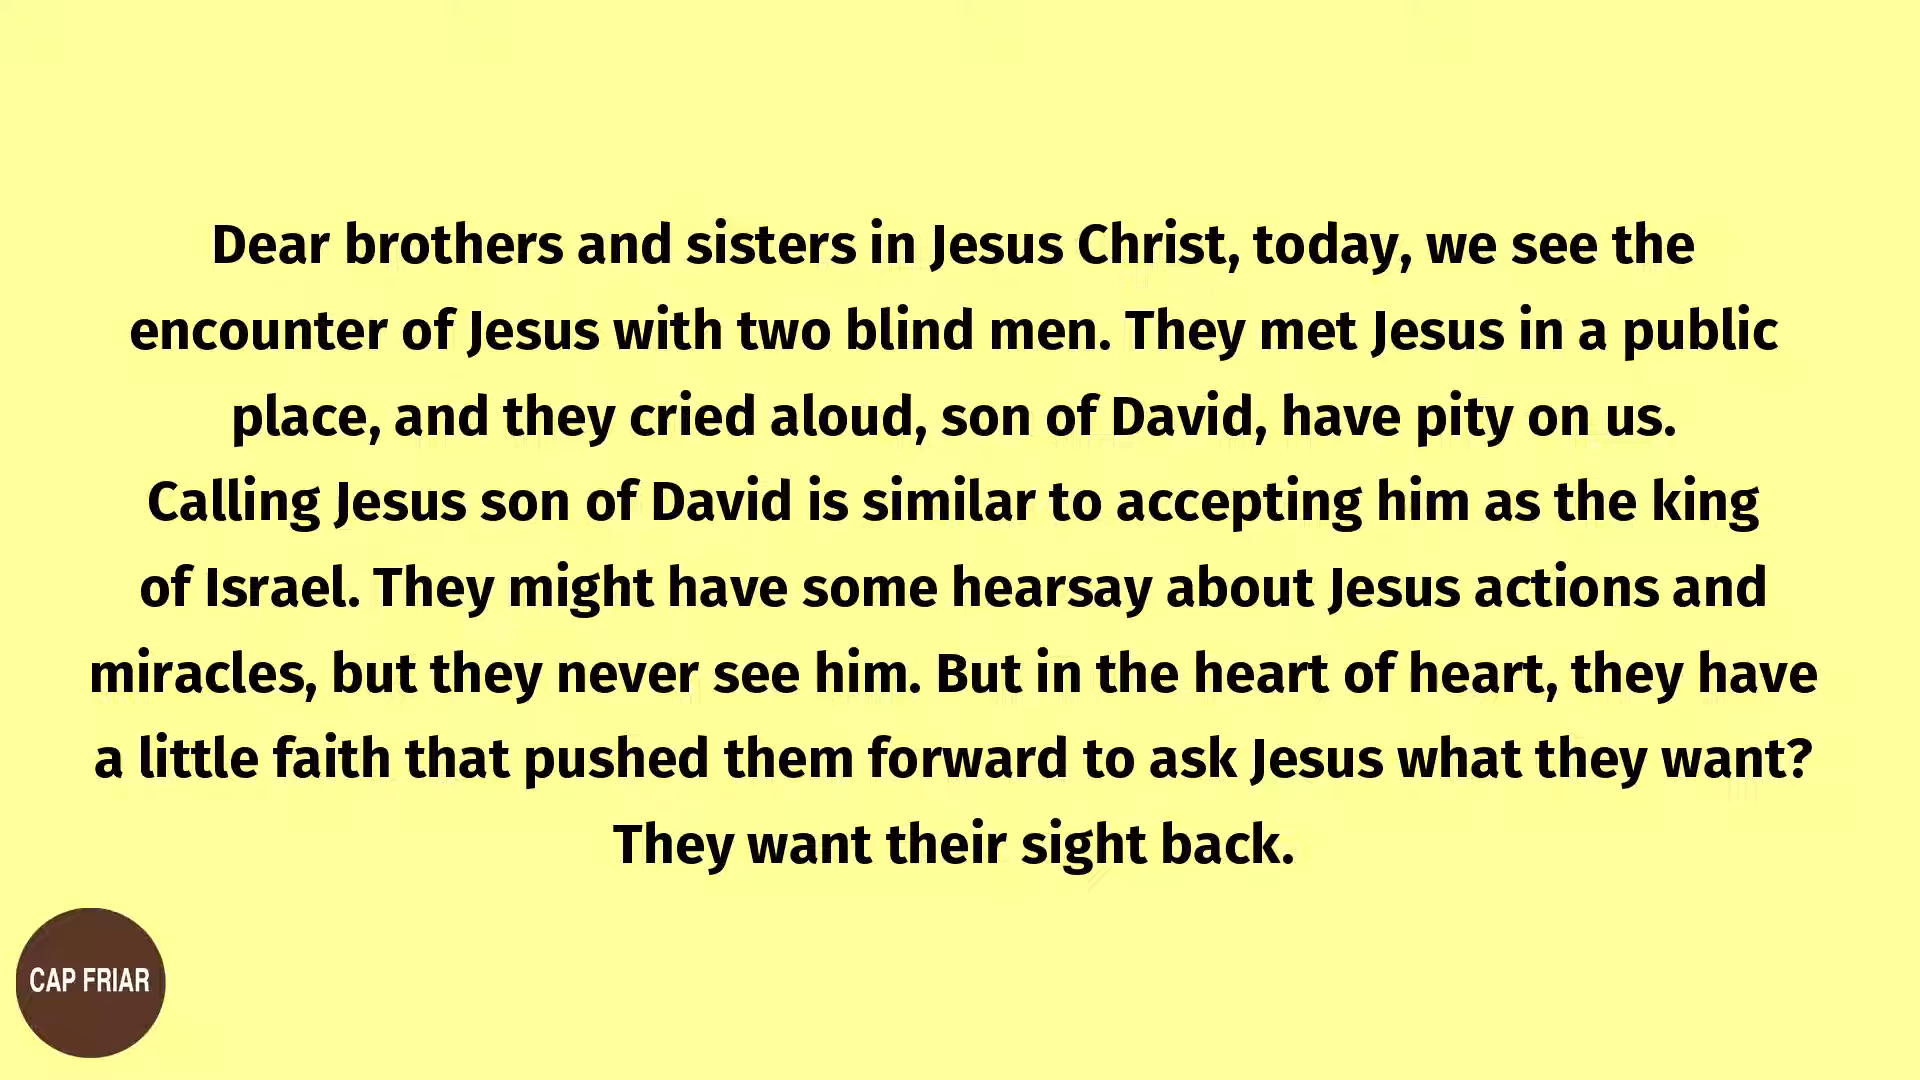 Dear brothers and sisters in Jesus Christ, today, we see the
encounter of Jesus with two blind men. They met Jesus in a public
place, and they cried aloud, son of David, have pity on us.
Calling Jesus son of David is similar to accepting him as the king
of Israel. They might have some hearsay about Jesus actions and
miracles, but they never see him. But in the heart of heart, they have
a little faith that pushed them forward to ask Jesus what they want?
They want their sight back.
CAP FRIAR